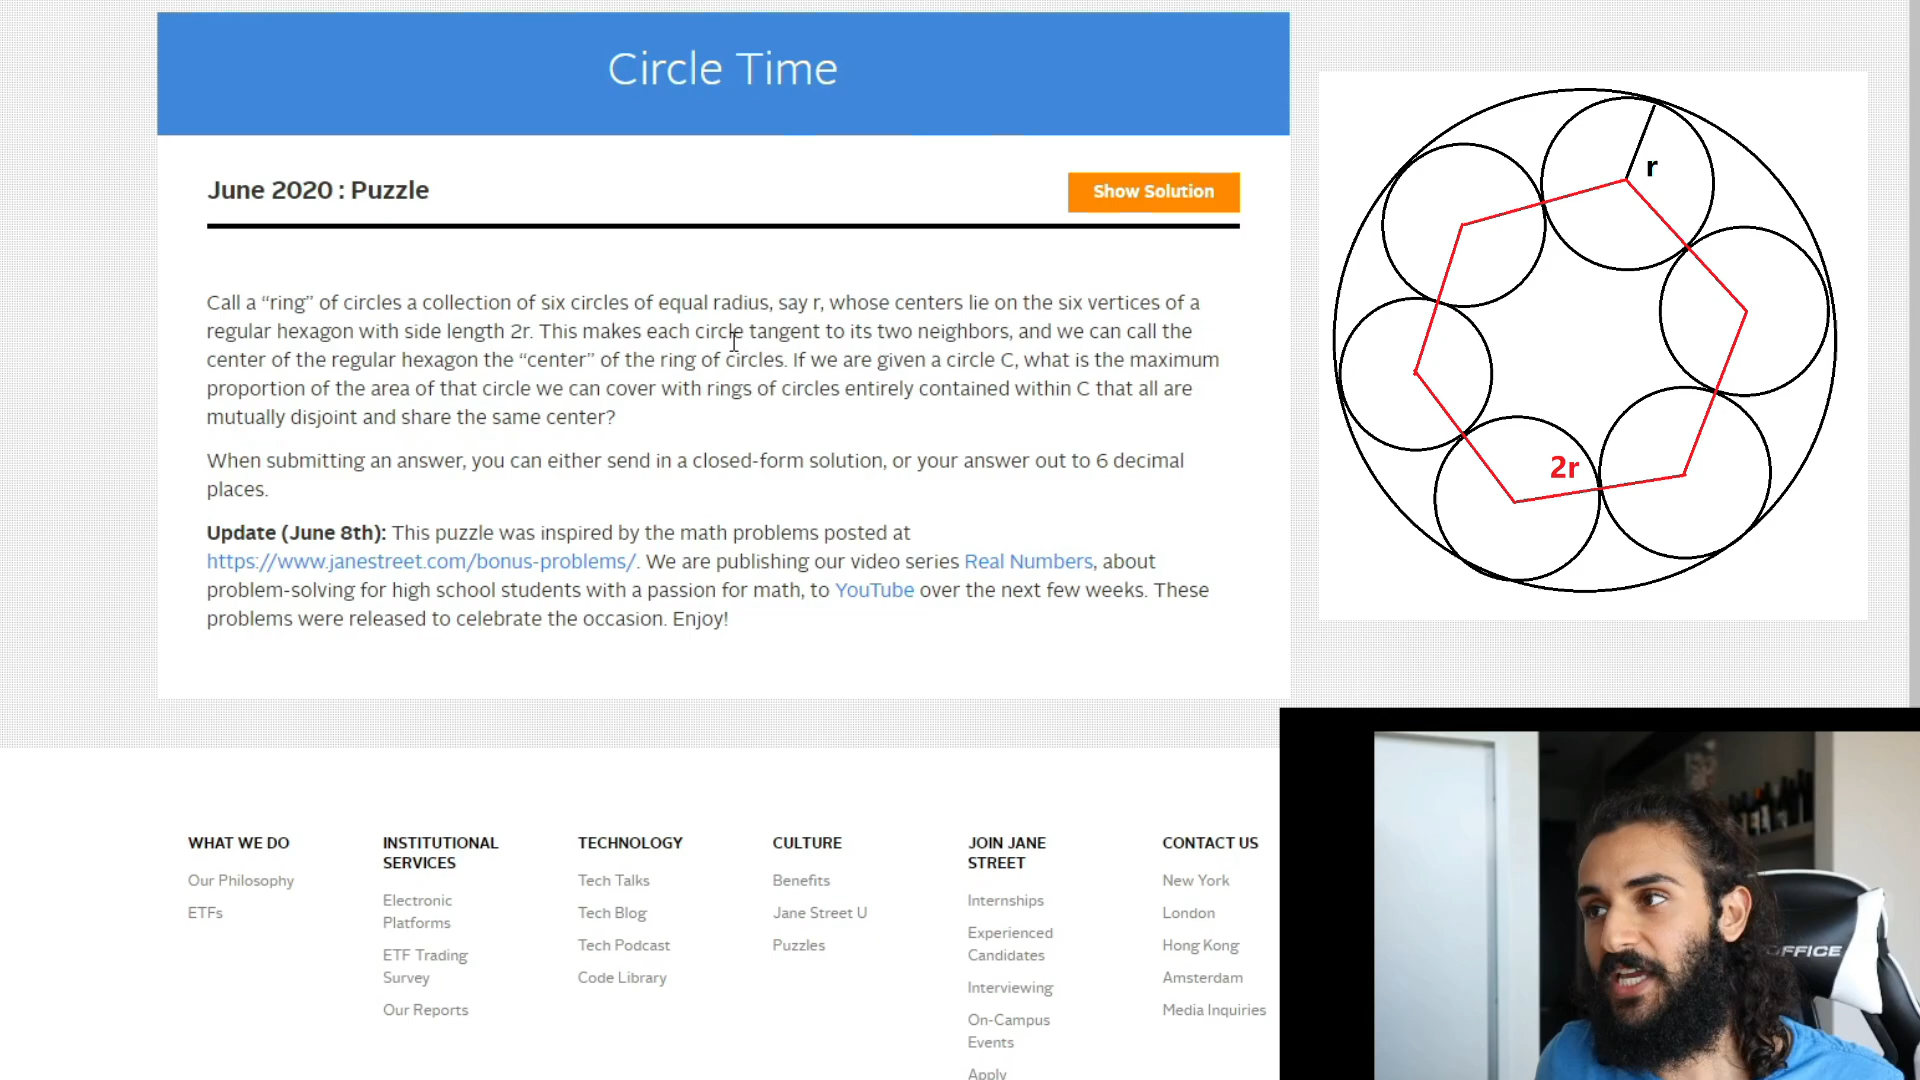 Circle Time
June 2020 : Puzzle
Show Solution
Call a “ring” of circles a collection of six circles of equal radius, say r, whose centers lie on the six vertices of a
regular hexagon with side length 2r. This makes each circle tangent to its two neighbors, and we can call the
center of the regular hexagon the “center” of the ring of circles. If we are given a circle C, what is the maximum
proportion of the area of that circle we can cover with rings of circles entirely contained within C that all are
mutually disjoint and share the same center?
When submitting an answer, you can either send in a closed-form solution, or your answer out to 6 decimal
places.
Update (June 8th): This puzzle was inspired by the math problems posted at
https://www.janestreet.com/bonus-problems/. We are publishing our video series Real Numbers, about
problem-solving for high school students with a passion for math, to YouTube over the next few weeks. These
problems were released to celebrate the occasion. Enjoy!
r
2r
WHAT WE DO
Our Philosophy
ETFs
INSTITUTIONAL
SERVICES
Electronic
Platforms
ETF Trading
Survey
Our Reports
TECHNOLOGY
Tech Talks
Tech Blog
Tech Podcast
Code Library
CULTURE
Benefits
Jane Street U
Puzzles
JOIN JANE
STREET
Internships
Experienced
Candidates
Interviewing
On-Campus
Events
Apply
CONTACT US
New York
London
Hong Kong
Amsterdam
Media Inquiries
OFFICE